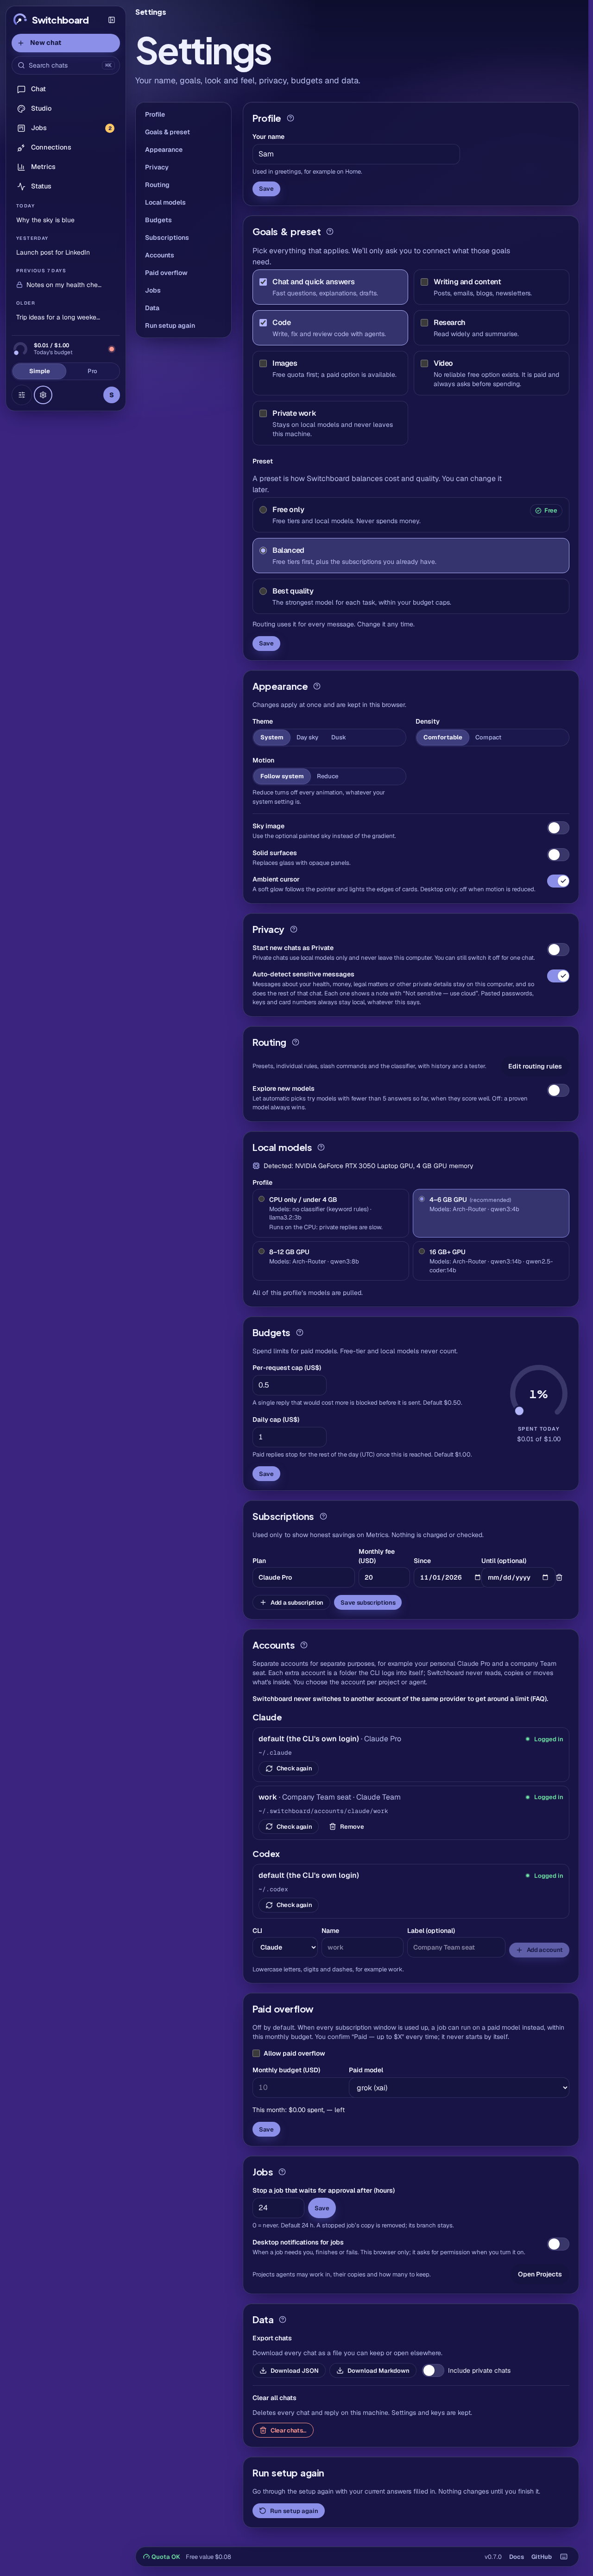 Switchboard
New chat
Search chats
⌘K
Chat
Studio
Jobs
2
Connections
Metrics
Status
TODAY
Why the sky is blue
YESTERDAY
Launch post for LinkedIn
PREVIOUS 7 DAYS
Notes on my health che...
OLDER
Trip ideas for a long weeke...
$0.01 / $1.00
Today's budget
Simple
Pro
S
Settings
Settings
Your name, goals, look and feel, privacy, budgets and data.
Profile
Goals & preset
Appearance
Privacy
Routing
Local models
Budgets
Subscriptions
Accounts
Paid overflow
Jobs
Data
Run setup again
Profile
Your name
Sam
Used in greetings, for example on Home.
Save
Goals & preset
Pick everything that applies. We'll only ask you to connect what those goals
need.
Chat and quick answers
Fast questions, explanations, drafts.
Writing and content
Posts, emails, blogs, newsletters.
Code
Write, fix and review code with agents.
Research
Read widely and summarise.
Images
Free quota first; a paid option is available.
Video
No reliable free option exists. It is paid and
always asks before spending.
Private work
Stays on local models and never leaves
this machine.
Preset
A preset is how Switchboard balances cost and quality. You can change it
later.
Free only
Free tiers and local models. Never spends money.
Free
Balanced
Free tiers first, plus the subscriptions you already have.
Best quality
The strongest model for each task, within your budget caps.
Routing uses it for every message. Change it any time.
Save
Appearance
Changes apply at once and are kept in this browser.
Theme
System
Day sky
Dusk
Density
Comfortable
Compact
Motion
Follow system
Reduce
Reduce turns off every animation, whatever your
system setting is.
Sky image
Use the optional painted sky instead of the gradient.
Solid surfaces
Replaces glass with opaque panels.
Ambient cursor
A soft glow follows the pointer and lights the edges of cards. Desktop only; off when motion is reduced.
Privacy
Start new chats as Private
Private chats use local models only and never leave this computer. You can still switch it off for one chat.
Auto-detect sensitive messages
Messages about your health, money, legal matters or other private details stay on this computer, and so
does the rest of that chat. Each one shows a note with "Not sensitive — use cloud". Pasted passwords,
keys and card numbers always stay local, whatever this says.
Routing
Presets, individual rules, slash commands and the classifier, with history and a tester.
Edit routing rules
Explore new models
Let automatic picks try models with fewer than 5 answers so far, when they score well. Off: a proven
model always wins.
Local models
Detected: NVIDIA GeForce RTX 3050 Laptop GPU, 4 GB GPU memory
Profile
CPU only / under 4 GB
Models: no classifier (keyword rules) ·
llama3.2:3b
Runs on the CPU: private replies are slow.
4–6 GB GPU (recommended)
Models: Arch-Router · qwen3:4b
8–12 GB GPU
Models: Arch-Router · qwen3:8b
16 GB+ GPU
Models: Arch-Router · qwen3:14b · qwen2.5-
coder:14b
All of this profile's models are pulled.
Budgets
Spend limits for paid models. Free-tier and local models never count.
Per-request cap (US$)
0.5
A single reply that would cost more is blocked before it is sent. Default $0.50.
Daily cap (US$)
1
Paid replies stop for the rest of the day (UTC) once this is reached. Default $1.00.
Save
1%
SPENT TODAY
$0.01 of $1.00
Subscriptions
Used only to show honest savings on Metrics. Nothing is charged or checked.
Plan
Monthly fee
(USD)
Since
Until (optional)
Claude Pro
20
11/01/2026
mm/dd/yyyy
Add a subscription
Save subscriptions
Accounts
Separate accounts for separate purposes, for example your personal Claude Pro and a company Team
seat. Each extra account is a folder the CLI logs into itself; Switchboard never reads, copies or moves
what's inside. You choose the account per project or agent.
Switchboard never switches to another account of the same provider to get around a limit (FAQ).
Claude
default (the CLI's own login) · Claude Pro
Logged in
~/.claude
Check again
work · Company Team seat · Claude Team
Logged in
~/.switchboard/accounts/claude/work
Check again
Remove
Codex
default (the CLI's own login)
Logged in
~/.codex
Check again
CLI
Name
Label (optional)
Claude
work
Company Team seat
Add account
Lowercase letters, digits and dashes, for example work.
Paid overflow
Off by default. When every subscription window is used up, a job can run on a paid model instead, within
this monthly budget. You confirm "Paid — up to $X" every time; it never starts by itself.
Allow paid overflow
Monthly budget (USD)
Paid model
10
grok (xai)
This month: $0.00 spent, — left
Save
Jobs
Stop a job that waits for approval after (hours)
24
Save
0 = never. Default 24 h. A stopped job's copy is removed; its branch stays.
Desktop notifications for jobs
When a job needs you, finishes or fails. This browser only; it asks for permission when you turn it on.
Projects agents may work in, their copies and how many to keep.
Open Projects
Data
Export chats
Download every chat as a file you can keep or open elsewhere.
Download JSON
Download Markdown
Include private chats
Clear all chats
Deletes every chat and reply on this machine. Settings and keys are kept.
Clear chats...
Run setup again
Go through the setup again with your current answers filled in. Nothing changes until you finish it.
Run setup again
Quota OK
Free value $0.08
v0.7.0
Docs
GitHub